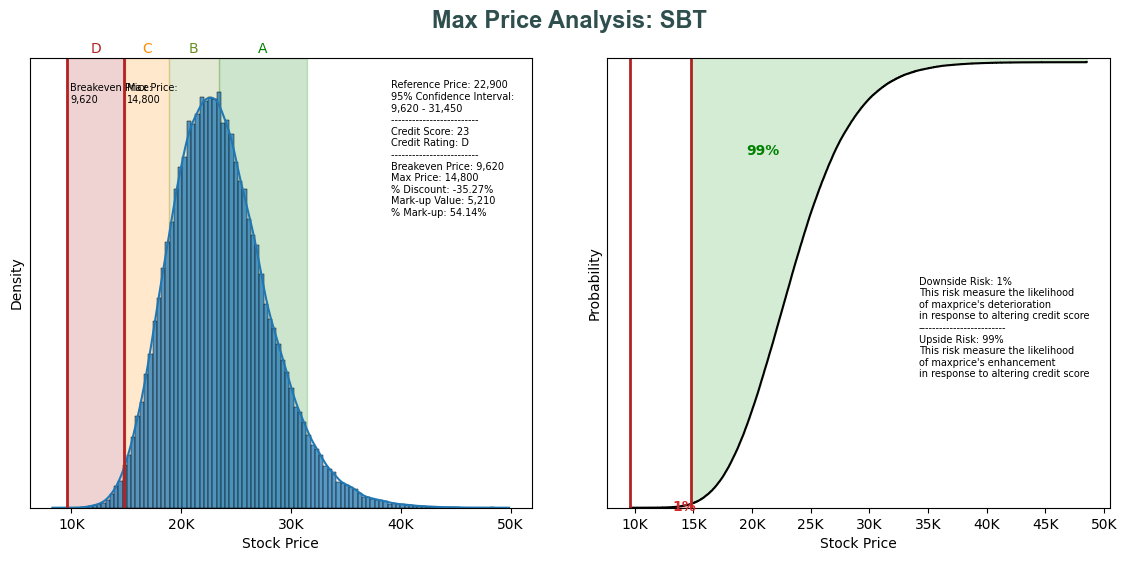 Max Price Analysis: SBT
D C B A
Breakeven Price:
9,620
Max Price:
14,800
Reference Price: 22,900
95% Confidence Interval:
9,620 - 31,450
-------------------------
Credit Score: 23
Credit Rating: D
-------------------------
Breakeven Price: 9,620
Max Price: 14,800
% Discount: -35.27%
Mark-up Value: 5,210
% Mark-up: 54.14%
Density
10K 20K 30K 40K 50K
Stock Price
99%
Downside Risk: 1%
This risk measure the likelihood
of maxprice's deterioration
in response to altering credit score
-------------------------
Upside Risk: 99%
This risk measure the likelihood
of maxprice's enhancement
in response to altering credit score
1%
Probability
10K 15K 20K 25K 30K 35K 40K 45K 50K
Stock Price